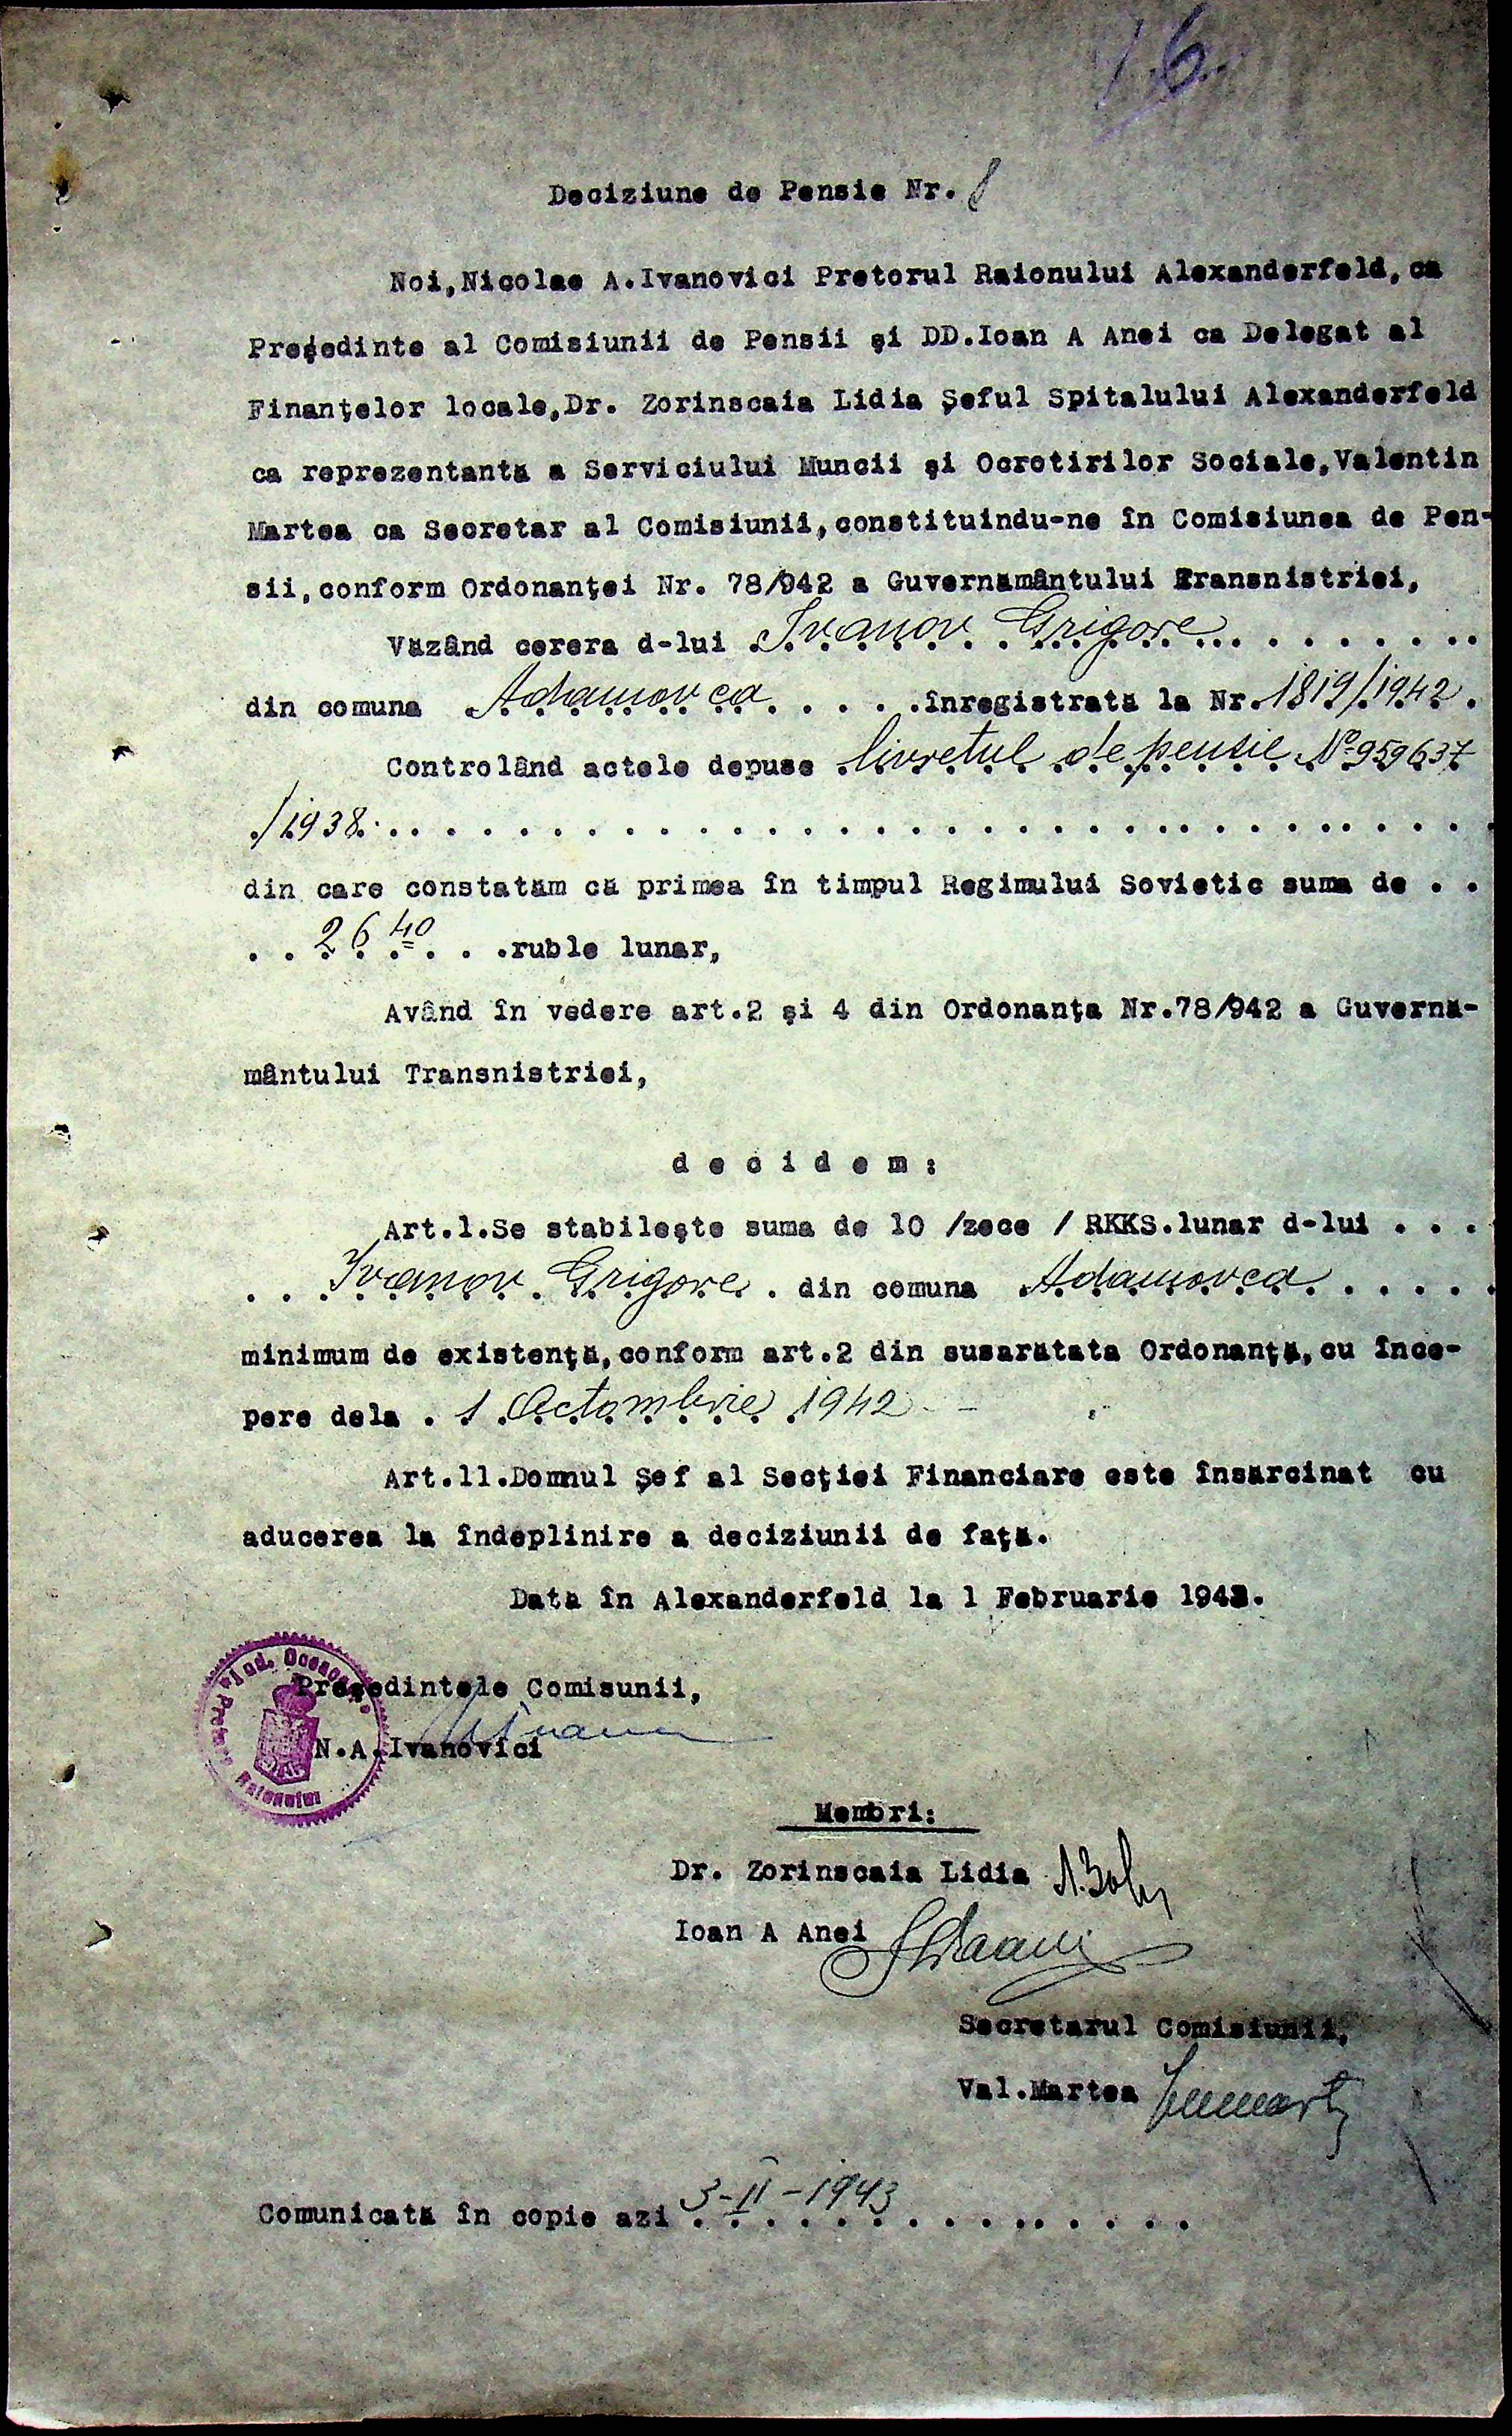 16.
Deciziune de Pensie Nr. 8
Noi,Nicolae A.Ivanovici Pretorul Raionului Alexanderfeld,ca
Preşedinte al Comisiunii de Pensii şi DD.Ioan A Anei ca Delegat al
Finanţelor locale,Dr. Zorinscaia Lidia Şeful Spitalului Alexanderfeld
ca reprezentantă a Serviciului Muncii şi Ocrotirilor Sociale,Valentin
Martea ca Secretar al Comisiunii,constituindu-ne în Comisiunea de Pen-
sii,conform Ordonanţei Nr. 78/942 a Guvernământului Transnistriei,
Văzând cerera d-lui Ivanov Grigore . . . . . . . . .
din comuna Adamovca. . . . . .înregistrată la Nr.1819/1942.
Controlând actele depuse livretul de pensie Nº 959637
/1938. . . . . . . . . . . . . . . . . . . . . . . . . . . . . . . .
din care constatăm că primea în timpul Regimului Sovietic suma de . .
. . 26 40 . . .ruble lunar,
Având în vedere art.2 şi 4 din Ordonanţa Nr.78/942 a Guvernă-
mântului Transnistriei,
d e c i d e m :
Art.1.Se stabileşte suma de 10 /zece / RKKS.lunar d-lui . . .
. . Ivanov Grigore . din comuna Adamovca . . . . .
minimum de existenţă,conform art.2 din susarătata Ordonanţă,cu înce-
pere dela . 1 Octombrie 1942 - -
Art.11.Domnul Şef al Secţiei Financiare este însărcinat cu
aducerea la îndeplinire a deciziunii de faţă.
Dată în Alexanderfeld la 1 Februarie 1943.
Preşedintele Comisunii,
N.A.Ivanovici
Membri:
Dr. Zorinscaia Lidia
Ioan A Anei
Secretarul Comisiunii,
Val.Martea
Comunicată în copie azi 3-II-1943 . . . . . . . . .